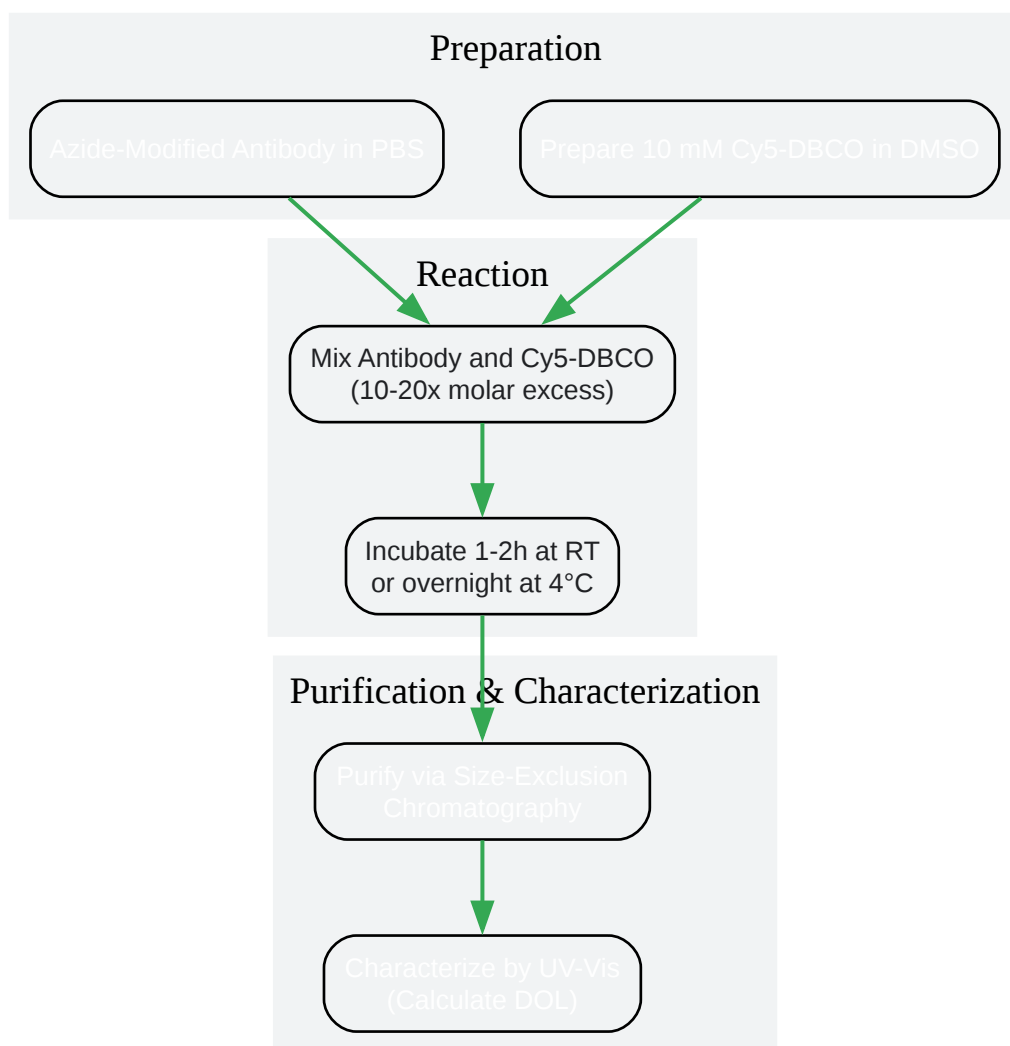 Preparation
Azide-Modified Antibody in PBS
Prepare 10 mM Cy5-DBCO in DMSO
Reaction
Mix Antibody and Cy5-DBCO
(10-20x molar excess)
Incubate 1-2h at RT
or overnight at 4°C
Purification & Characterization
Purify via Size-Exclusion
Chromatography
Characterize by UV-Vis
(Calculate DOL)